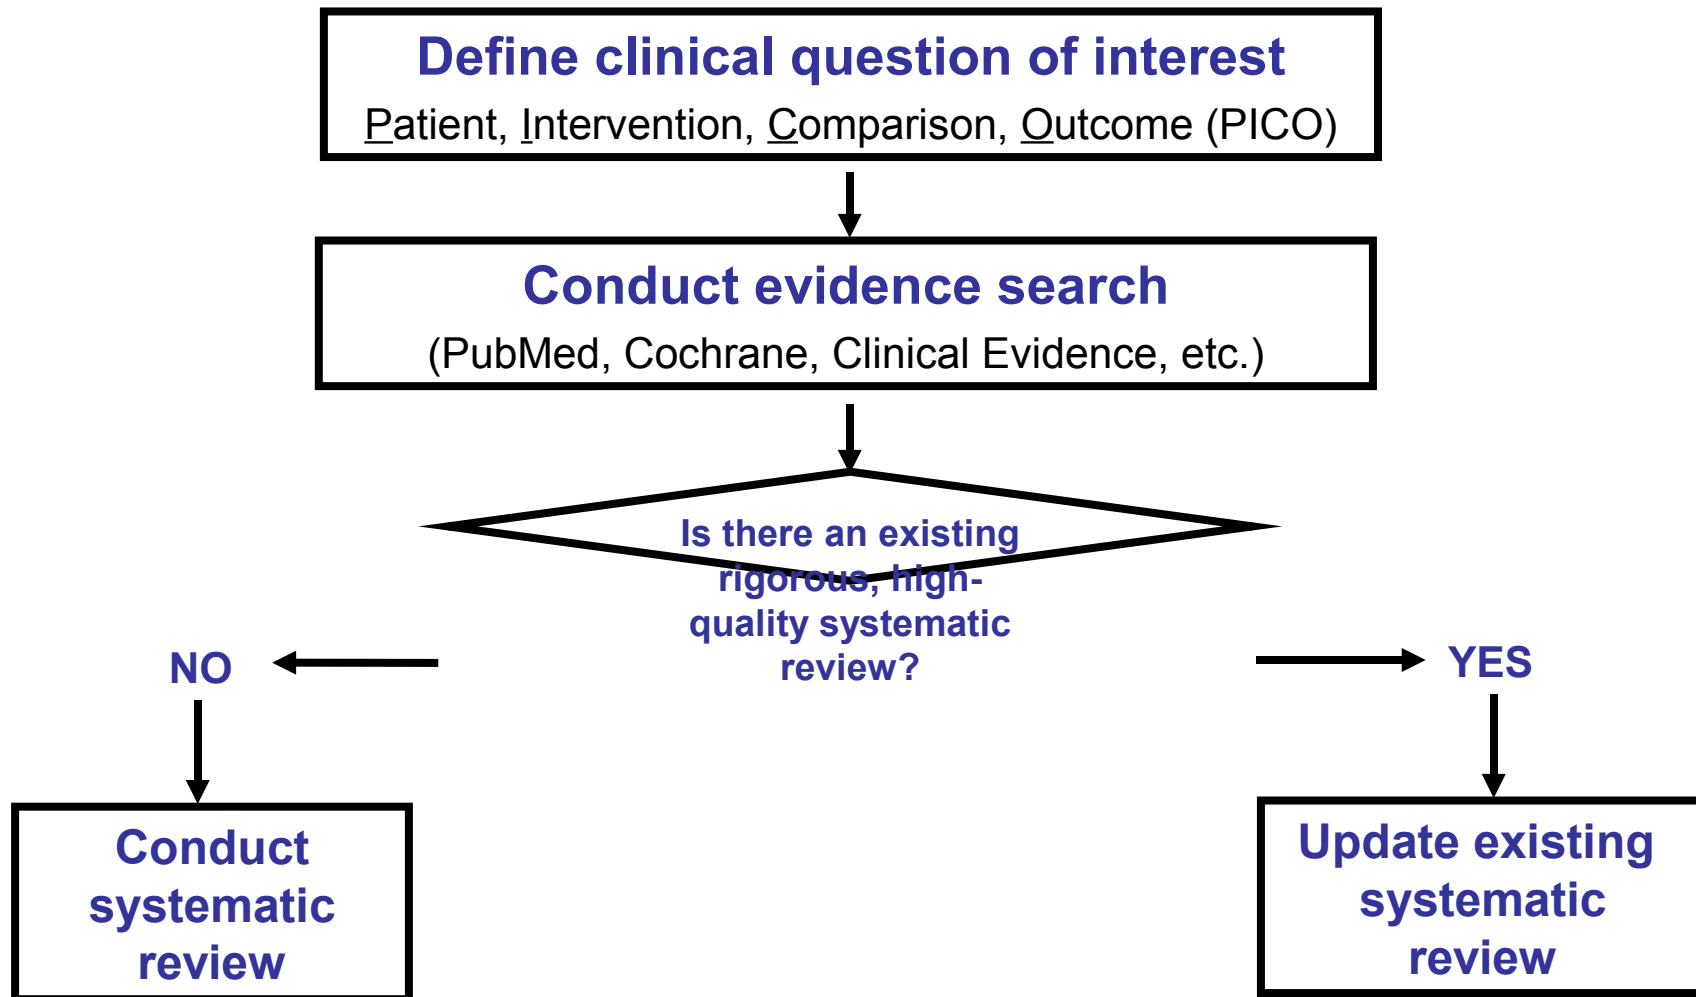 Define clinical question of interest
Patient, Intervention, Comparison, Outcome (PICO)
Conduct evidence search
(PubMed, Cochrane, Clinical Evidence, etc.)
Is there an existing
rigorous, high-
quality systematic
review?
NO
YES
Conduct
systematic
review
Update existing
systematic
review